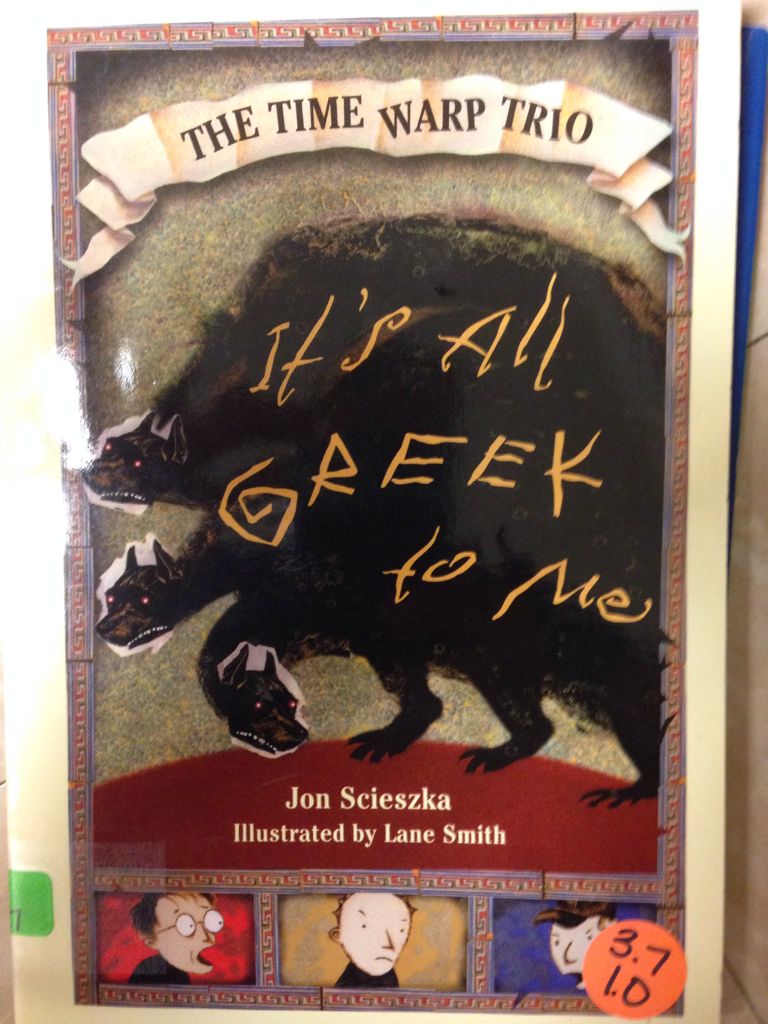 THE TIME WARP TRIO
It's All
GREEK
to Me
Jon Scieszka
Illustrated by Lane Smith
3.7
1.0